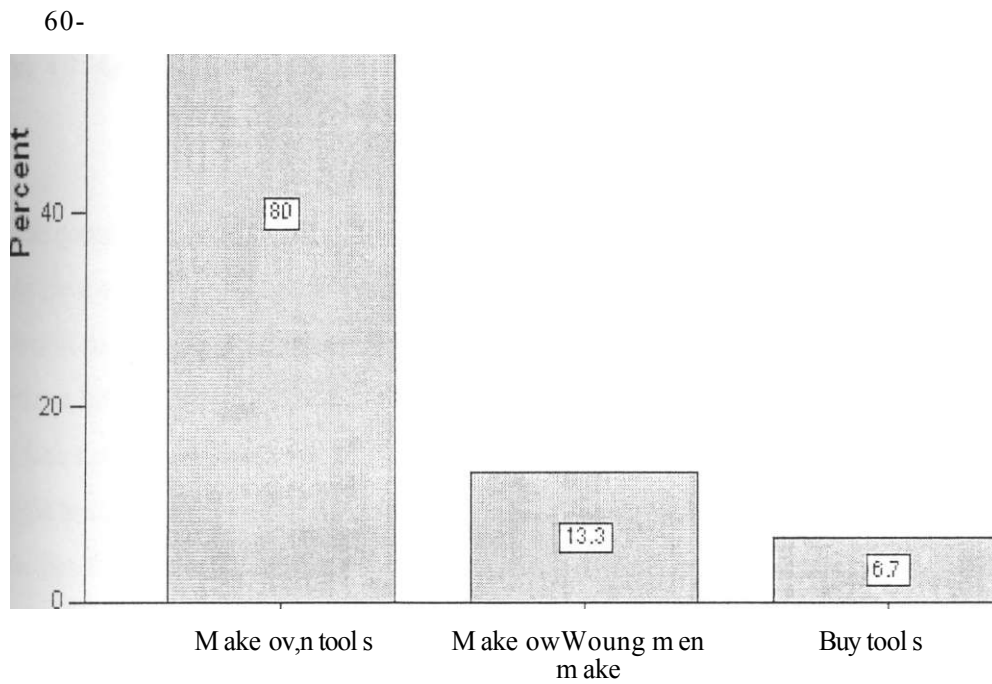 60-
Percent
40
80
20
13.3
6.7
0
M ake ov,n tool s
M ake owWoung m en
m ake
Buy tool s